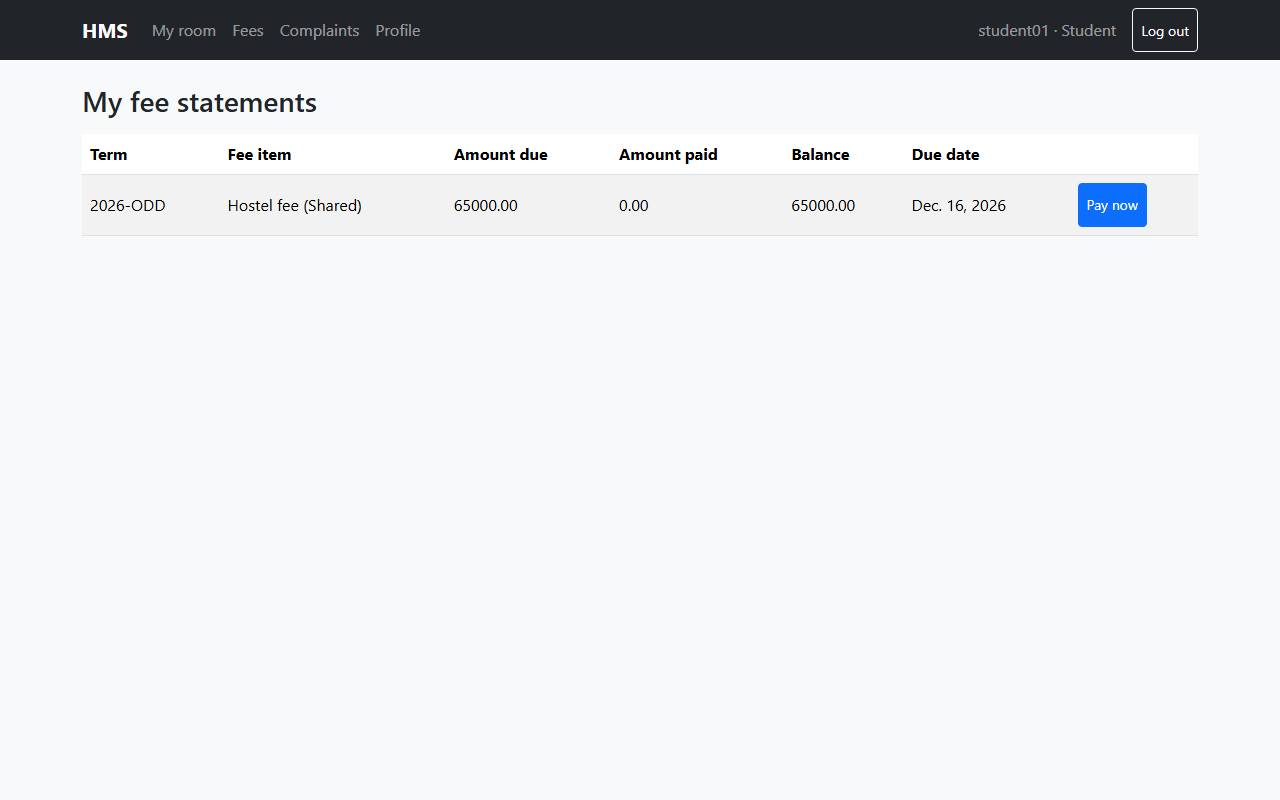 HMS My room Fees Complaints Profile student01 · Student Log out
My fee statements
Term Fee item Amount due Amount paid Balance Due date
2026-ODD Hostel fee (Shared) 65000.00 0.00 65000.00 Dec. 16, 2026 Pay now